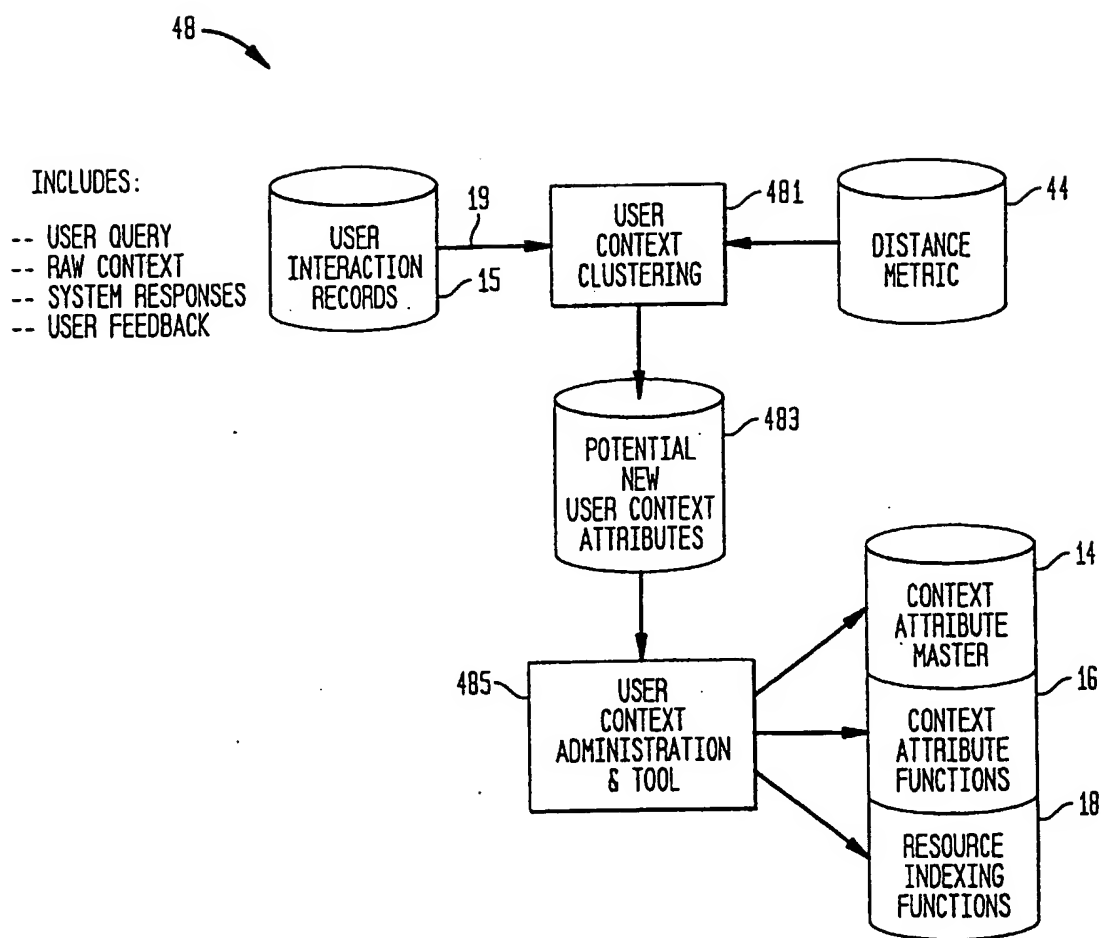 48
INCLUDES:
-- USER QUERY
-- RAW CONTEXT
-- SYSTEM RESPONSES
-- USER FEEDBACK
USER
INTERACTION
RECORDS
15
19
USER
CONTEXT
CLUSTERING
481
DISTANCE
METRIC
44
POTENTIAL
NEW
USER CONTEXT
ATTRIBUTES
483
485
USER
CONTEXT
ADMINISTRATION
& TOOL
CONTEXT
ATTRIBUTE
MASTER
14
CONTEXT
ATTRIBUTE
FUNCTIONS
16
RESOURCE
INDEXING
FUNCTIONS
18